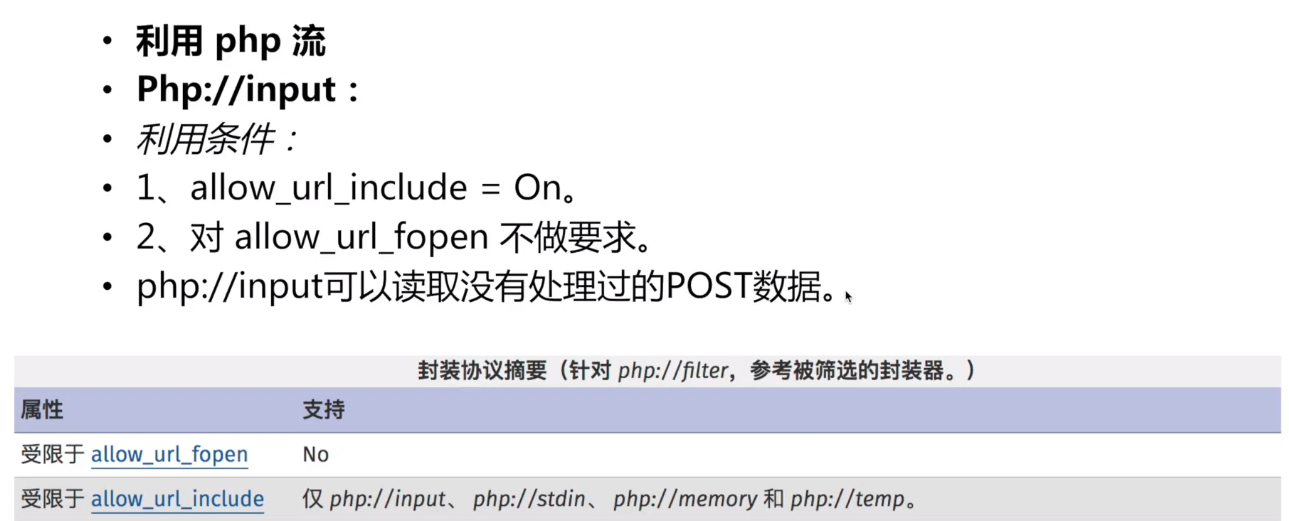 • 利用 php 流
• Php://input：
• 利用条件：
• 1、allow_url_include = On。
• 2、对 allow_url_fopen 不做要求。
• php://input可以读取没有处理过的POST数据。
封装协议摘要（针对 php://filter，参考被筛选的封装器。）
属性 支持
受限于 allow_url_fopen No
受限于 allow_url_include 仅 php://input、 php://stdin、 php://memory 和 php://temp。